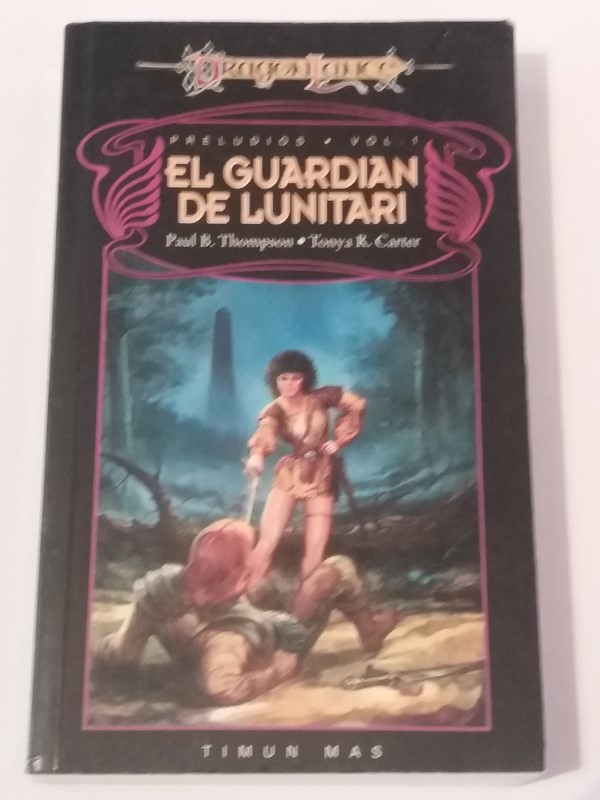 DragonLance
PRELUDIOS • VOL. 1
EL GUARDIAN
DE LUNITARI
Paul B. Thompson • Tonya R. Carter
TIMUN MAS